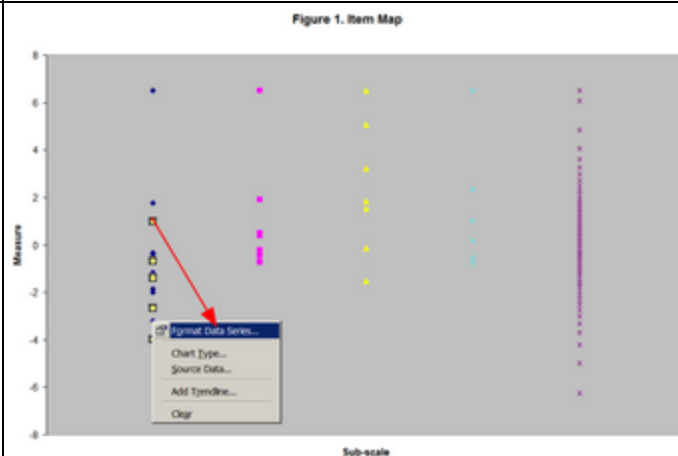 Figure 1. Item Map
8
6
4
2
0
-2
-4
-6
-8
Measure
Format Data Series...
Chart Type...
Source Data...
Add Trendline...
Clear
Sub-scale